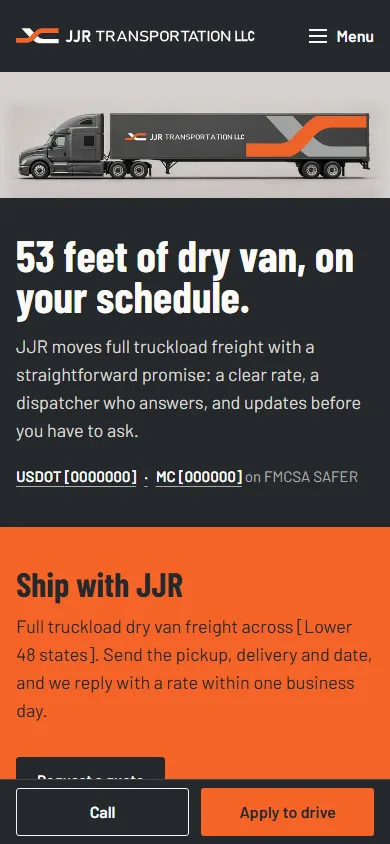 JJR TRANSPORTATION LLC
Menu
JJR TRANSPORTATION LLC
53 feet of dry van, on
your schedule.
JJR moves full truckload freight with a
straightforward promise: a clear rate, a
dispatcher who answers, and updates before
you have to ask.
USDOT [0000000] · MC [000000] on FMCSA SAFER
Ship with JJR
Full truckload dry van freight across [Lower
48 states]. Send the pickup, delivery and date,
and we reply with a rate within one business
day.
Request a quote
Call
Apply to drive